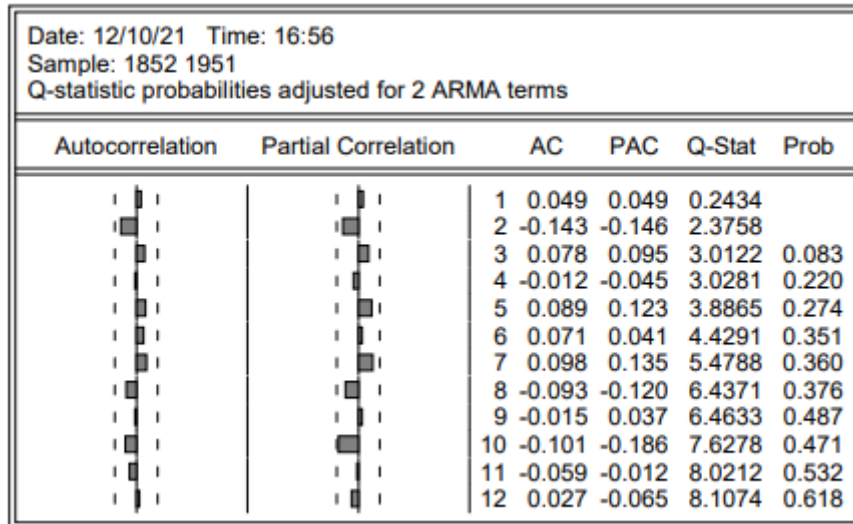 Date: 12/10/21 Time: 16:56
Sample: 1852 1951
Q-statistic probabilities adjusted for 2 ARMA terms
Autocorrelation Partial Correlation AC PAC Q-Stat Prob
1 0.049 0.049 0.2434
2 -0.143 -0.146 2.3758
3 0.078 0.095 3.0122 0.083
4 -0.012 -0.045 3.0281 0.220
5 0.089 0.123 3.8865 0.274
6 0.071 0.041 4.4291 0.351
7 0.098 0.135 5.4788 0.360
8 -0.093 -0.120 6.4371 0.376
9 -0.015 0.037 6.4633 0.487
10 -0.101 -0.186 7.6278 0.471
11 -0.059 -0.012 8.0212 0.532
12 0.027 -0.065 8.1074 0.618